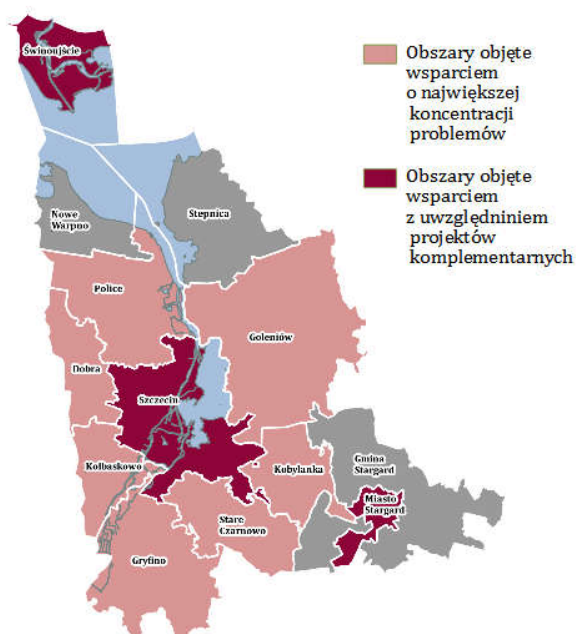 Świnoujście
Obszary objęte
wsparciem
o największej
koncentracji
problemów
Obszary objęte
wsparciem
z uwzględniniem
projektów
komplementarnych
Nowe
Warpno
Stepnica
Police
Goleniów
Dobra
Szczecin
Kołbaskowo
Kobylanka
Gmina
Stargard
Miasto
Stargard
Stare
Czarnowo
Gryfino